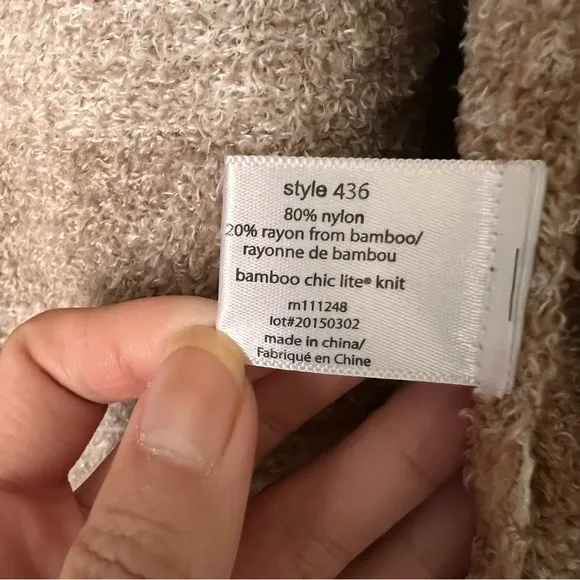 style 436
80% nylon
20% rayon from bamboo/
rayonne de bambou
bamboo chic lite® knit
rn111248
lot#20150302
made in china/
Fabriqué en Chine